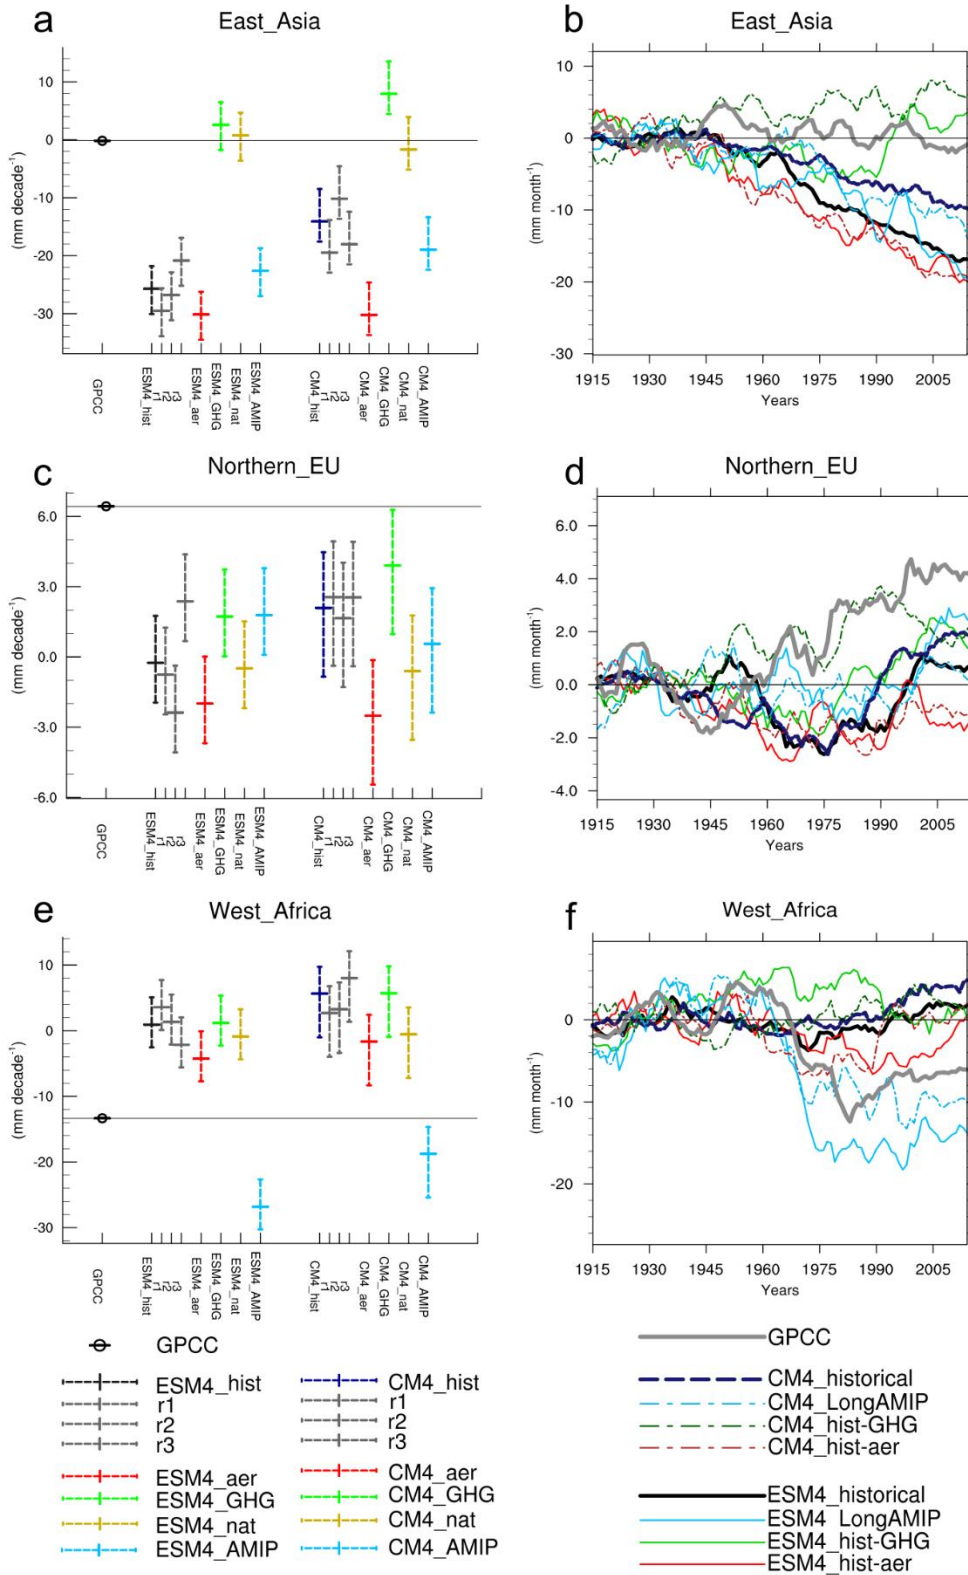 a
East_Asia
b
East_Asia
(mm decade-1)
10
0
-10
-20
-30
GPCC
ESM4_hist
r1
r2
r3
ESM4_aer
ESM4_GHG
ESM4_nat
ESM4_AMIP
CM4_hist
r1
r2
r3
CM4_aer
CM4_GHG
CM4_nat
CM4_AMIP
(mm month-1)
10
0
-10
-20
-30
1915 1930 1945 1960 1975 1990 2005
Years
c
Northern_EU
d
Northern_EU
(mm decade-1)
6.0
3.0
0.0
-3.0
-6.0
GPCC
ESM4_hist
r1
r2
r3
ESM4_aer
ESM4_GHG
ESM4_nat
ESM4_AMIP
CM4_hist
r1
r2
r3
CM4_aer
CM4_GHG
CM4_nat
CM4_AMIP
(mm month-1)
6.0
4.0
2.0
0.0
-2.0
-4.0
1915 1930 1945 1960 1975 1990 2005
Years
e
West_Africa
f
West_Africa
(mm decade-1)
10
0
-10
-20
-30
GPCC
ESM4_hist
r1
r2
r3
ESM4_aer
ESM4_GHG
ESM4_nat
ESM4_AMIP
CM4_hist
r1
r2
r3
CM4_aer
CM4_GHG
CM4_nat
CM4_AMIP
(mm month-1)
0
-10
-20
1915 1930 1945 1960 1975 1990 2005
Years
GPCC
ESM4_hist
r1
r2
r3
ESM4_aer
ESM4_GHG
ESM4_nat
ESM4_AMIP
CM4_hist
r1
r2
r3
CM4_aer
CM4_GHG
CM4_nat
CM4_AMIP
GPCC
CM4_historical
CM4_LongAMIP
CM4_hist-GHG
CM4_hist-aer
ESM4_historical
ESM4_LongAMIP
ESM4_hist-GHG
ESM4_hist-aer